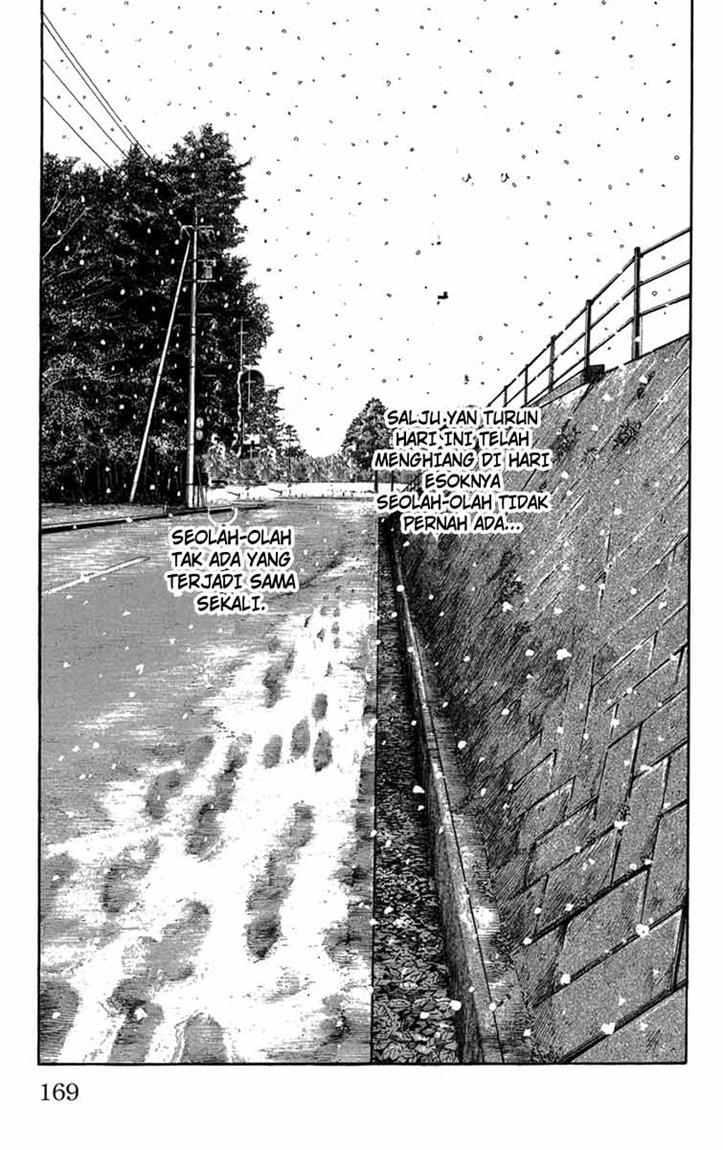 SALJU YAN TURUN
HARI INI TELAH
MENGHIANG DI HARI
ESOKNYA
SEOLAH-OLAH TIDAK
PERNAH ADA...
SEOLAH-OLAH
TAK ADA YANG
TERJADI SAMA
SEKALI.
169